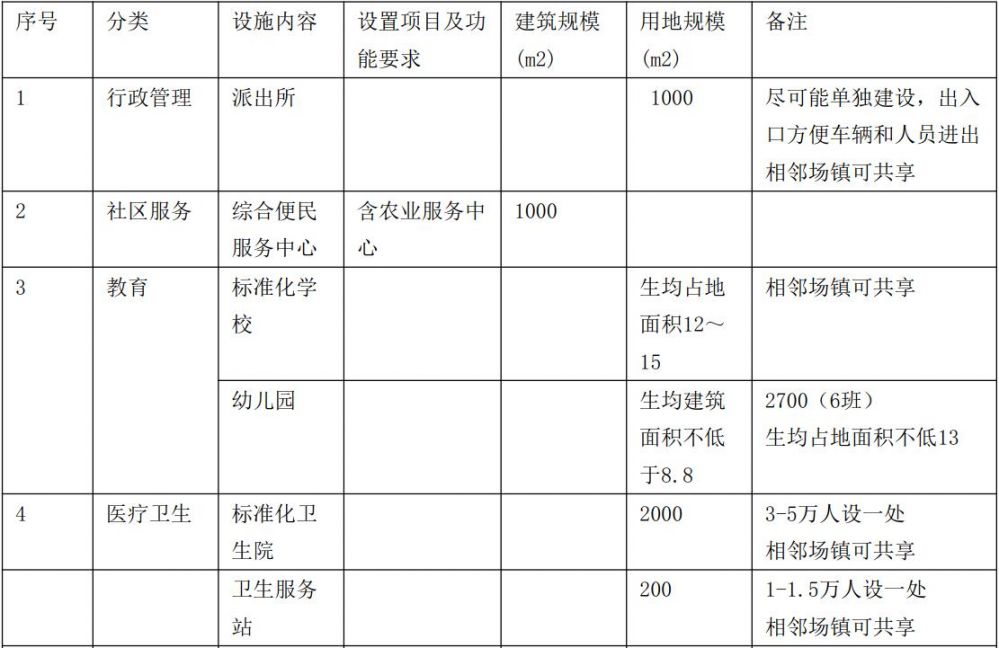 序号 分类 设施内容 设置项目及功 建筑规模 用地规模 备注
能要求 (m2) (m2)
1 行政管理 派出所 1000 尽可能单独建设，出入
口方便车辆和人员进出
相邻场镇可共享
2 社区服务 综合便民 含农业服务中 1000
服务中心 心
3 教育 标准化学 生均占地 相邻场镇可共享
校 面积12～
15
幼儿园 生均建筑 2700（6班）
面积不低 生均占地面积不低13
于8.8
4 医疗卫生 标准化卫 2000 3-5万人设一处
生院 相邻场镇可共享
卫生服务 200 1-1.5万人设一处
站 相邻场镇可共享